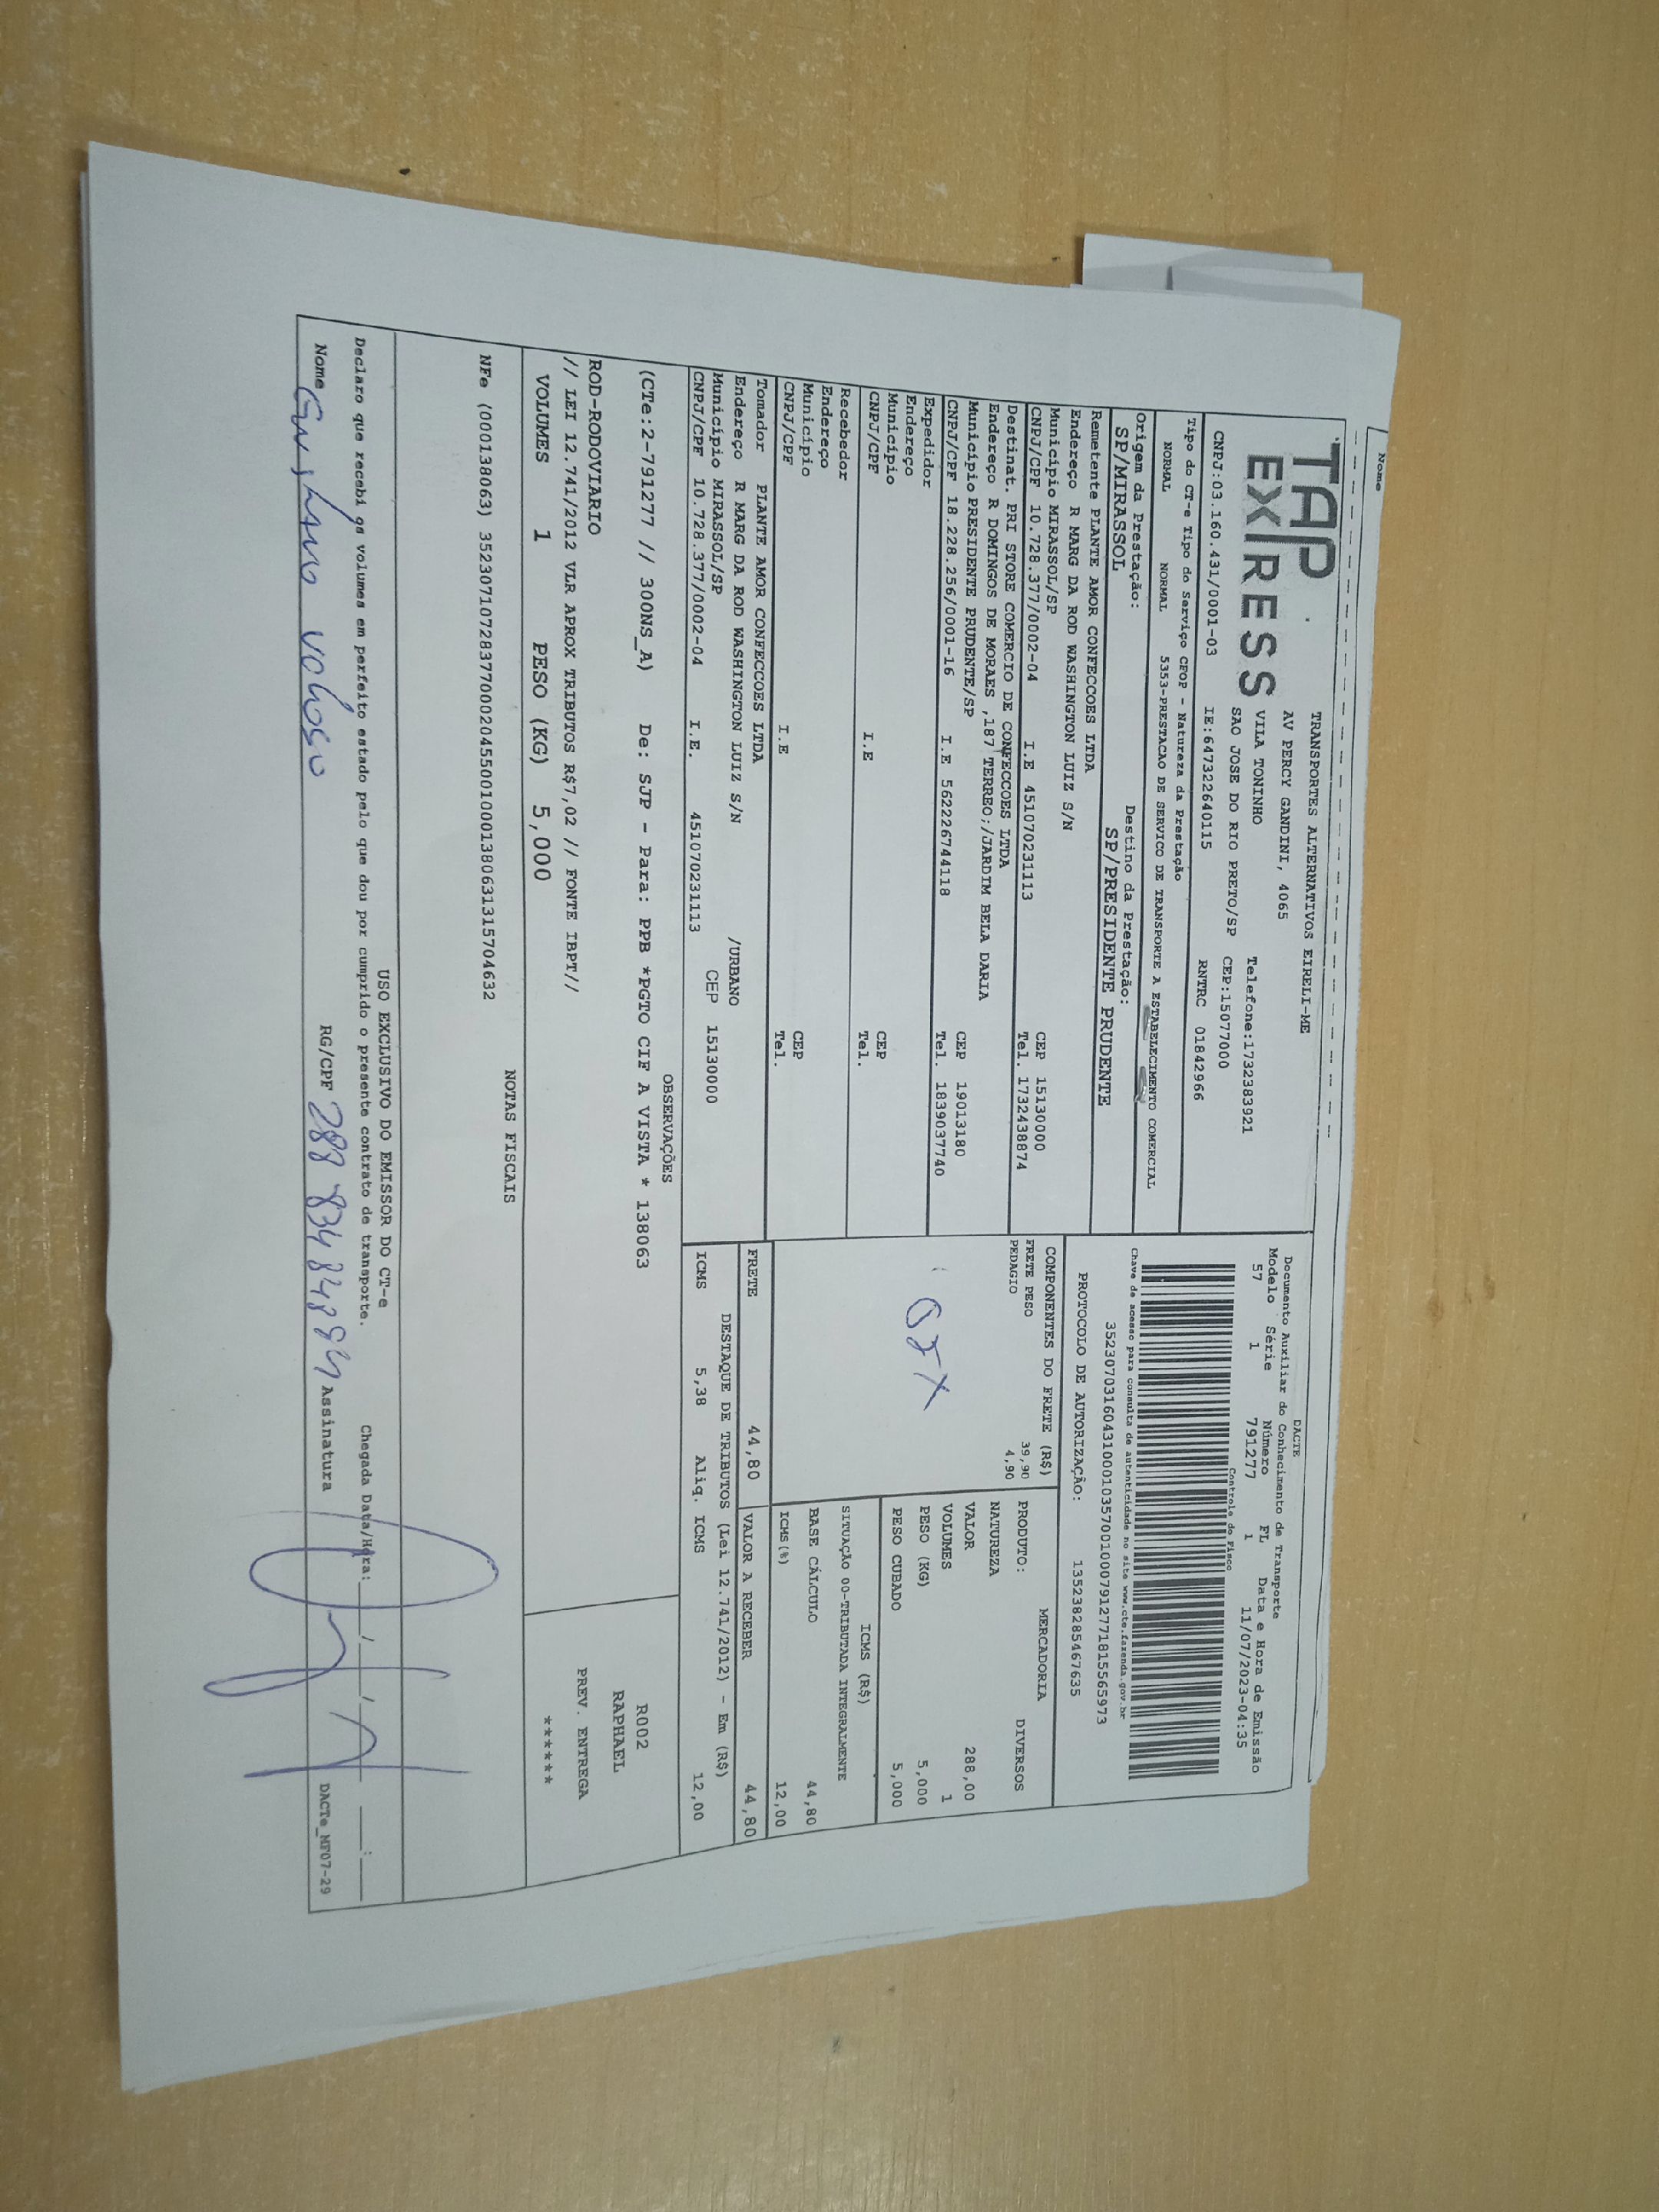 Nome
TAP
EXPRESS
TRANSPORTES ALTERNATIVOS EIRELI-ME
AV PERCY GANDINI, 4065
VILA TONINHO Telefone:1732383921
SAO JOSE DO RIO PRETO/SP CEP:15077000
CNPJ:03.160.431/0001-03 IE:647322640115 RNTRC 01842966
DACTE
Documento Auxiliar do Conhecimento de Transporte
Modelo Série Número FL Data e Hora de Emissão
57 1 791277 1 11/07/2023-04:35
Controle do Fisco
Chave de acesso para consulta de autenticidade no site www.cte.fazenda.gov.br
35230703160431000103570010007912771815565973
PROTOCOLO DE AUTORIZAÇÃO: 135238285467635
Tipo do CT-e Tipo do Serviço CFOP - Natureza da Prestação
NORMAL NORMAL 5353-PRESTACAO DE SERVICO DE TRANSPORTE A ESTABELECIMENTO COMERCIAL
Origem da Prestação: Destino da Prestação:
SP/MIRASSOL SP/PRESIDENTE PRUDENTE
Remetente PLANTE AMOR CONFECCOES LTDA
Endereço R MARG DA ROD WASHINGTON LUIZ S/N
Município MIRASSOL/SP CEP 15130000
CNPJ/CPF 10.728.377/0002-04 I.E 451070231113 Tel. 1732438874
Destinat. PRI STORE COMERCIO DE CONFECCOES LTDA
Endereço R DOMINGOS DE MORAES ,187 TERREO;/JARDIM BELA DARIA
Município PRESIDENTE PRUDENTE/SP CEP 19013180
CNPJ/CPF 18.228.256/0001-16 I.E 562226744118 Tel. 1839037740
Expedidor
Endereço
Município CEP
CNPJ/CPF I.E Tel.
Recebedor
Endereço
Município CEP
CNPJ/CPF I.E Tel.
Tomador PLANTE AMOR CONFECCOES LTDA
Endereço R MARG DA ROD WASHINGTON LUIZ S/N /URBANO
Município MIRASSOL/SP CEP 15130000
CNPJ/CPF 10.728.377/0002-04 I.E. 451070231113
COMPONENTES DO FRETE (R$)
FRETE PESO 39,90
PEDAGIO 4,90
MERCADORIA
PRODUTO: DIVERSOS
NATUREZA
VALOR 288,00
VOLUMES 1
PESO (KG) 5,000
PESO CUBADO 5,000
ICMS (R$)
SITUAÇÃO 00-TRIBUTADA INTEGRALMENTE
BASE CÁLCULO 44,80
ICMS(%) 12,00
FRETE 44,80 VALOR A RECEBER 44,80
DESTAQUE DE TRIBUTOS (Lei 12.741/2012) - Em (R$)
ICMS 5,38 Aliq. ICMS 12,00
OBSERVAÇÕES
(CTe:2-791277 // 300NS_A) De: SJP - Para: PPB *PGTO CIF A VISTA * 138063
ROD-RODOVIARIO
// LEI 12.741/2012 VLR APROX TRIBUTOS R$7,02 // FONTE IBPT//
VOLUMES 1 PESO (KG) 5,000
R002
RAPHAEL
PREV. ENTREGA
******
NOTAS FISCAIS
NFe (000138063) 35230710728377000204550010001380631315704632
USO EXCLUSIVO DO EMISSOR DO CT-e
Declaro que recebi os volumes em perfeito estado pelo que dou por cumprido o presente contrato de transporte. Chegada Data/Hora:___/___/___ ___:___
Nome RG/CPF Assinatura
DACTe_MF07-29